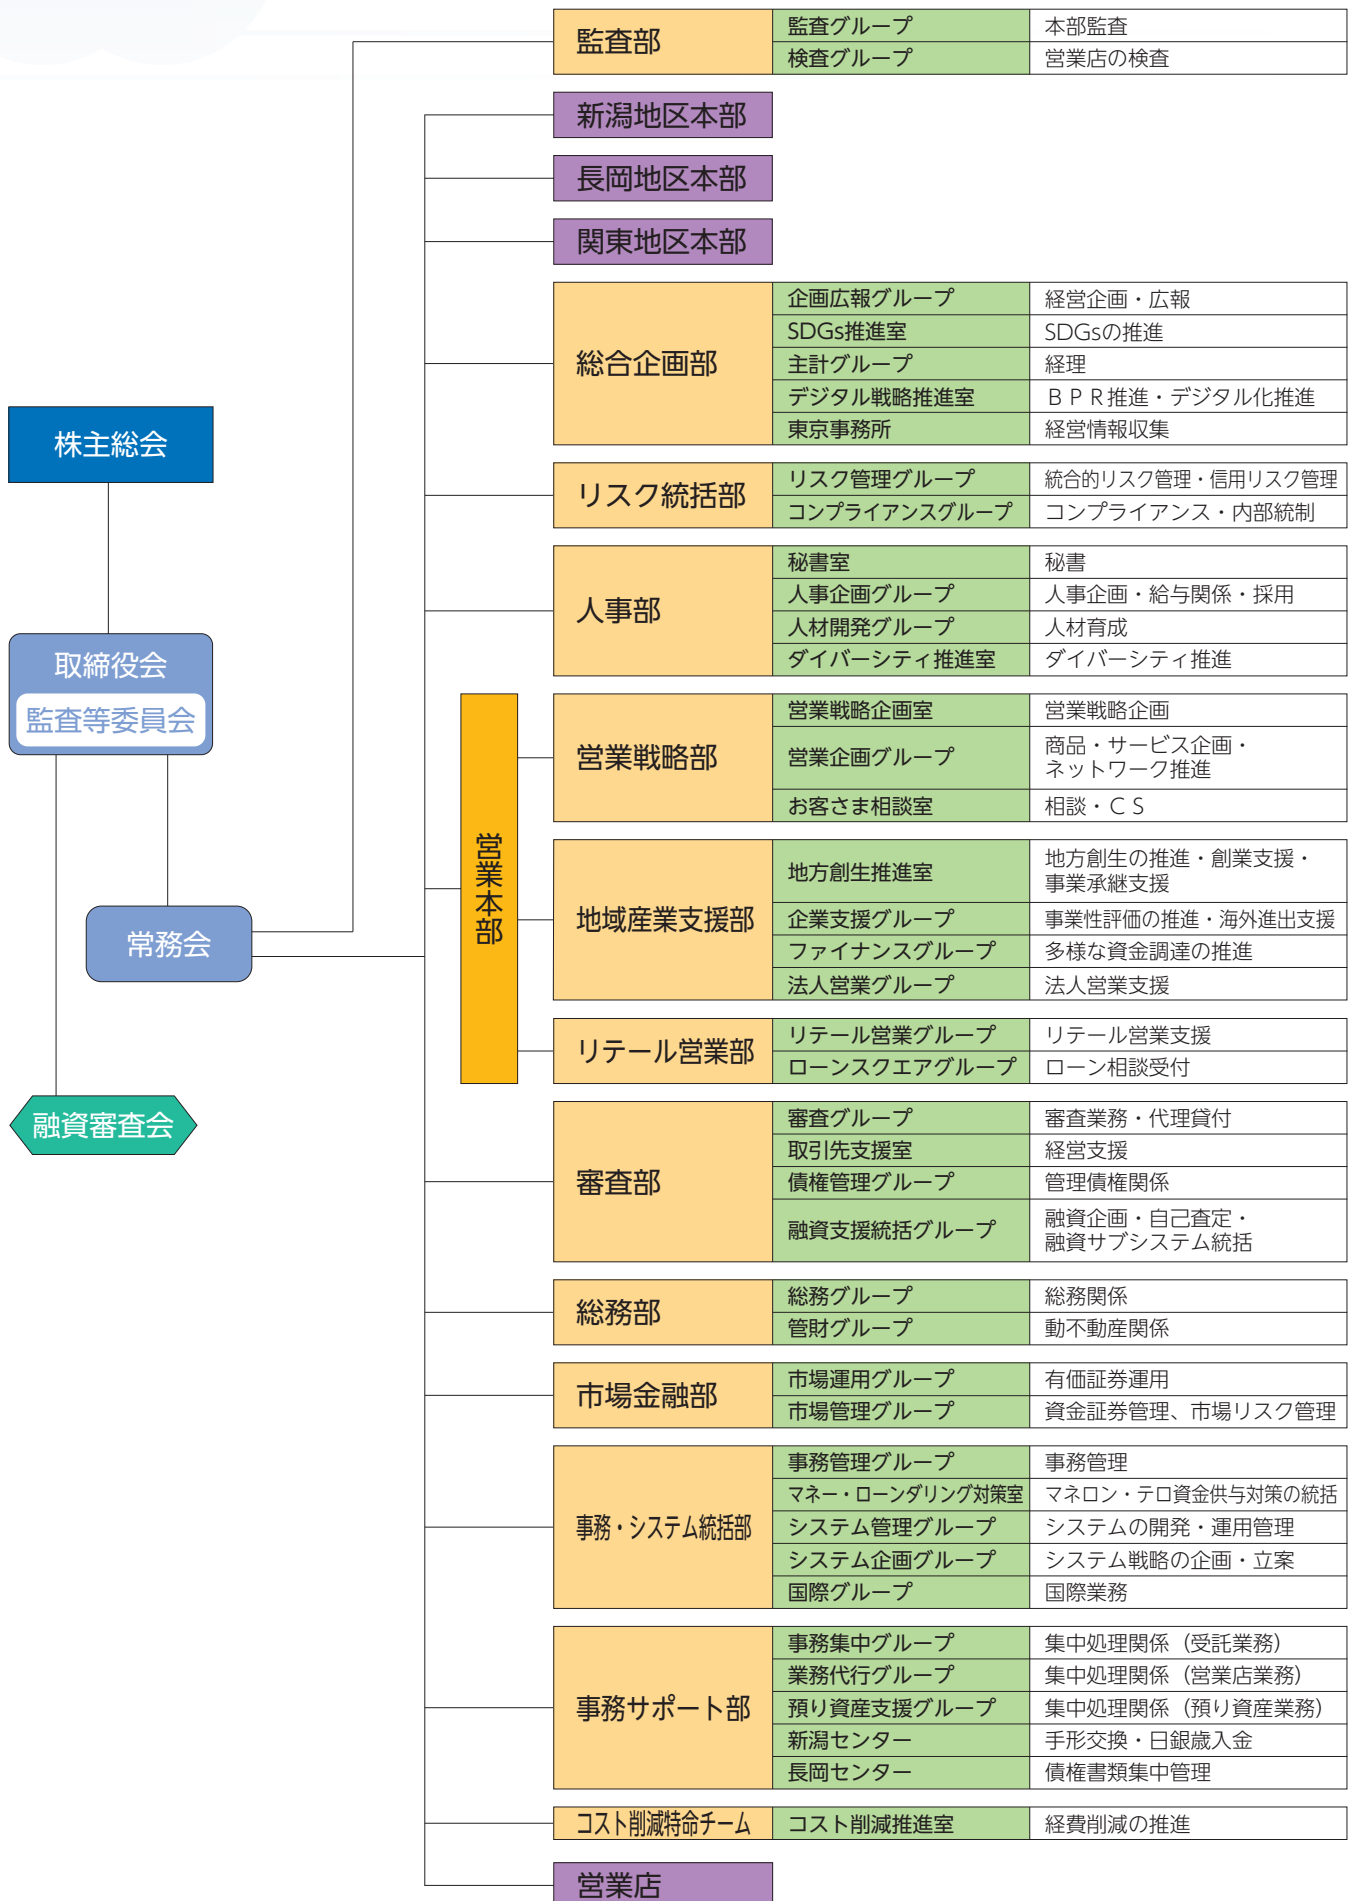 株主総会
取締役会
監査等委員会
常務会
融資審査会
監査部
監査グループ 本部監査
検査グループ 営業店の検査
新潟地区本部
長岡地区本部
関東地区本部
総合企画部
企画広報グループ 経営企画・広報
SDGs推進室 SDGsの推進
主計グループ 経理
デジタル戦略推進室 ＢＰＲ推進・デジタル化推進
東京事務所 経営情報収集
リスク統括部
リスク管理グループ 統合的リスク管理・信用リスク管理
コンプライアンスグループ コンプライアンス・内部統制
人事部
秘書室 秘書
人事企画グループ 人事企画・給与関係・採用
人材開発グループ 人材育成
ダイバーシティ推進室 ダイバーシティ推進
営業本部
営業戦略部
営業戦略企画室 営業戦略企画
営業企画グループ 商品・サービス企画・
ネットワーク推進
お客さま相談室 相談・ＣＳ
地域産業支援部
地方創生推進室 地方創生の推進・創業支援・
事業承継支援
企業支援グループ 事業性評価の推進・海外進出支援
ファイナンスグループ 多様な資金調達の推進
法人営業グループ 法人営業支援
リテール営業部
リテール営業グループ リテール営業支援
ローンスクエアグループ ローン相談受付
審査部
審査グループ 審査業務・代理貸付
取引先支援室 経営支援
債権管理グループ 管理債権関係
融資支援統括グループ 融資企画・自己査定・
融資サブシステム統括
総務部
総務グループ 総務関係
管財グループ 動不動産関係
市場金融部
市場運用グループ 有価証券運用
市場管理グループ 資金証券管理、市場リスク管理
事務・システム統括部
事務管理グループ 事務管理
マネー・ローンダリング対策室 マネロン・テロ資金供与対策の統括
システム管理グループ システムの開発・運用管理
システム企画グループ システム戦略の企画・立案
国際グループ 国際業務
事務サポート部
事務集中グループ 集中処理関係（受託業務）
業務代行グループ 集中処理関係（営業店業務）
預り資産支援グループ 集中処理関係（預り資産業務）
新潟センター 手形交換・日銀歳入金
長岡センター 債権書類集中管理
コスト削減特命チーム
コスト削減推進室 経費削減の推進
営業店